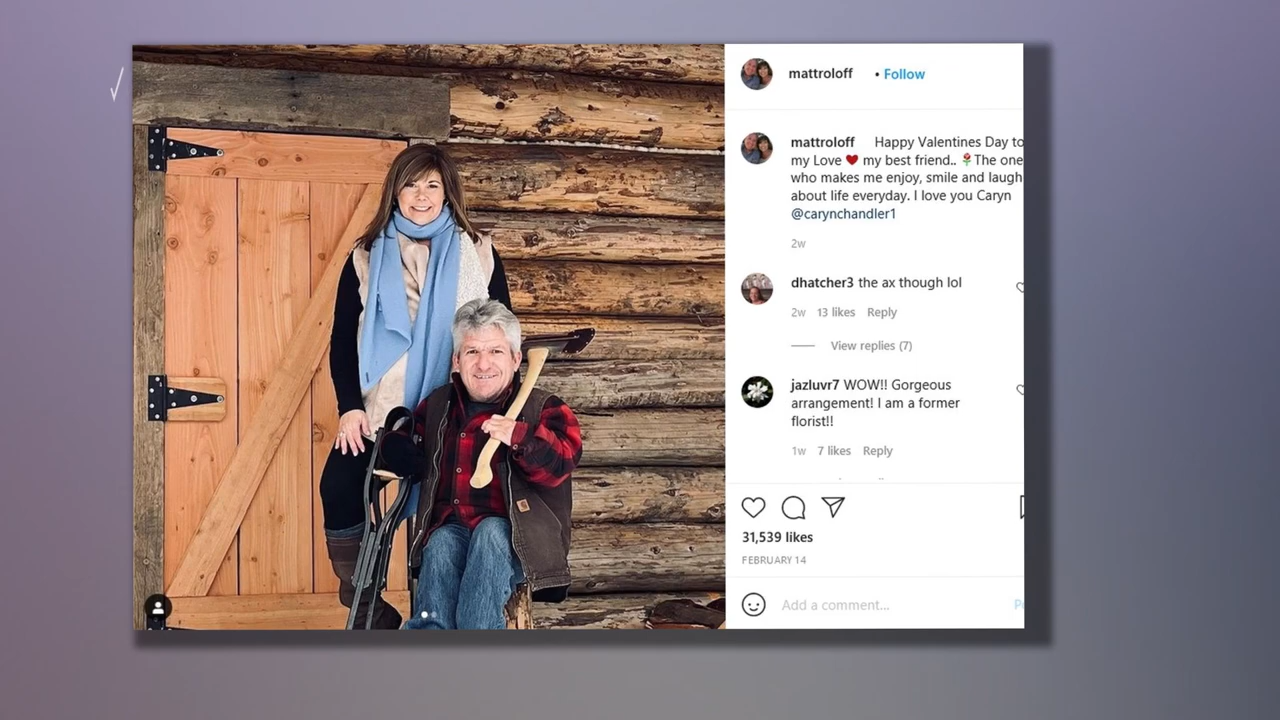 mattroloff • Follow
mattroloff Happy Valentines Day to
my Love ❤️ my best friend.. 🌹The one
who makes me enjoy, smile and laugh
about life everyday. I love you Caryn
@carynchandler1
2w
dhatcher3 the ax though lol
2w 13 likes Reply
View replies (7)
jazluvr7 WOW!! Gorgeous
arrangement! I am a former
florist!!
1w 7 likes Reply
31,539 likes
FEBRUARY 14
Add a comment...